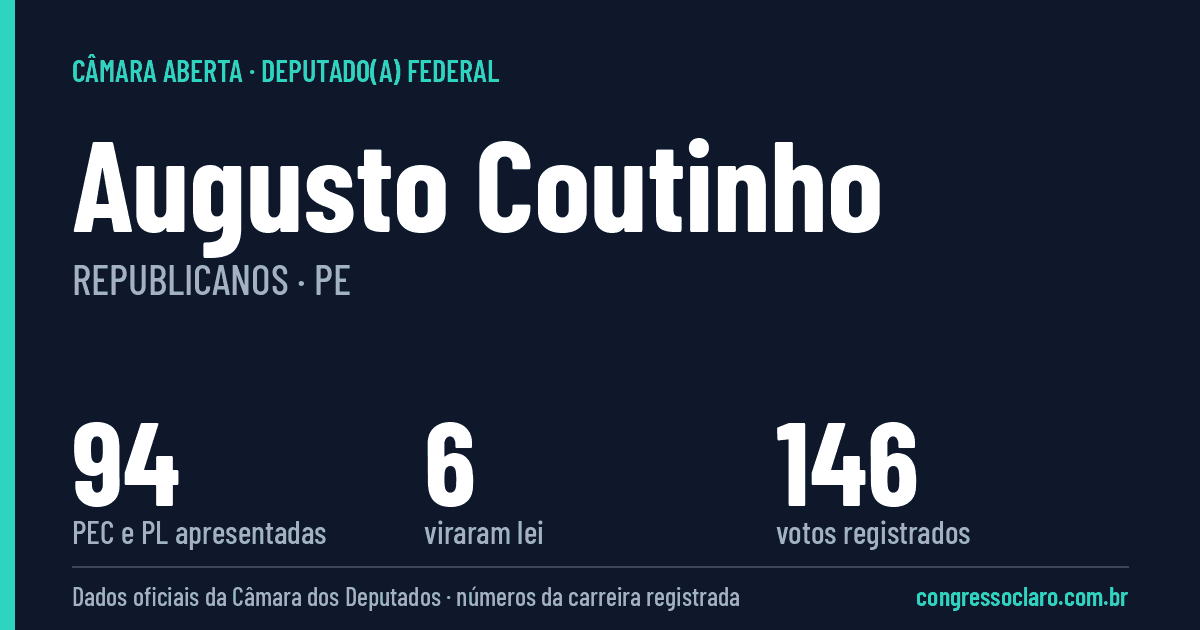 CÂMARA ABERTA · DEPUTADO(A) FEDERAL
Augusto Coutinho
REPUBLICANOS · PE
94 6 146
PEC e PL apresentadas viraram lei votos registrados
Dados oficiais da Câmara dos Deputados · números da carreira registrada congressoclaro.com.br